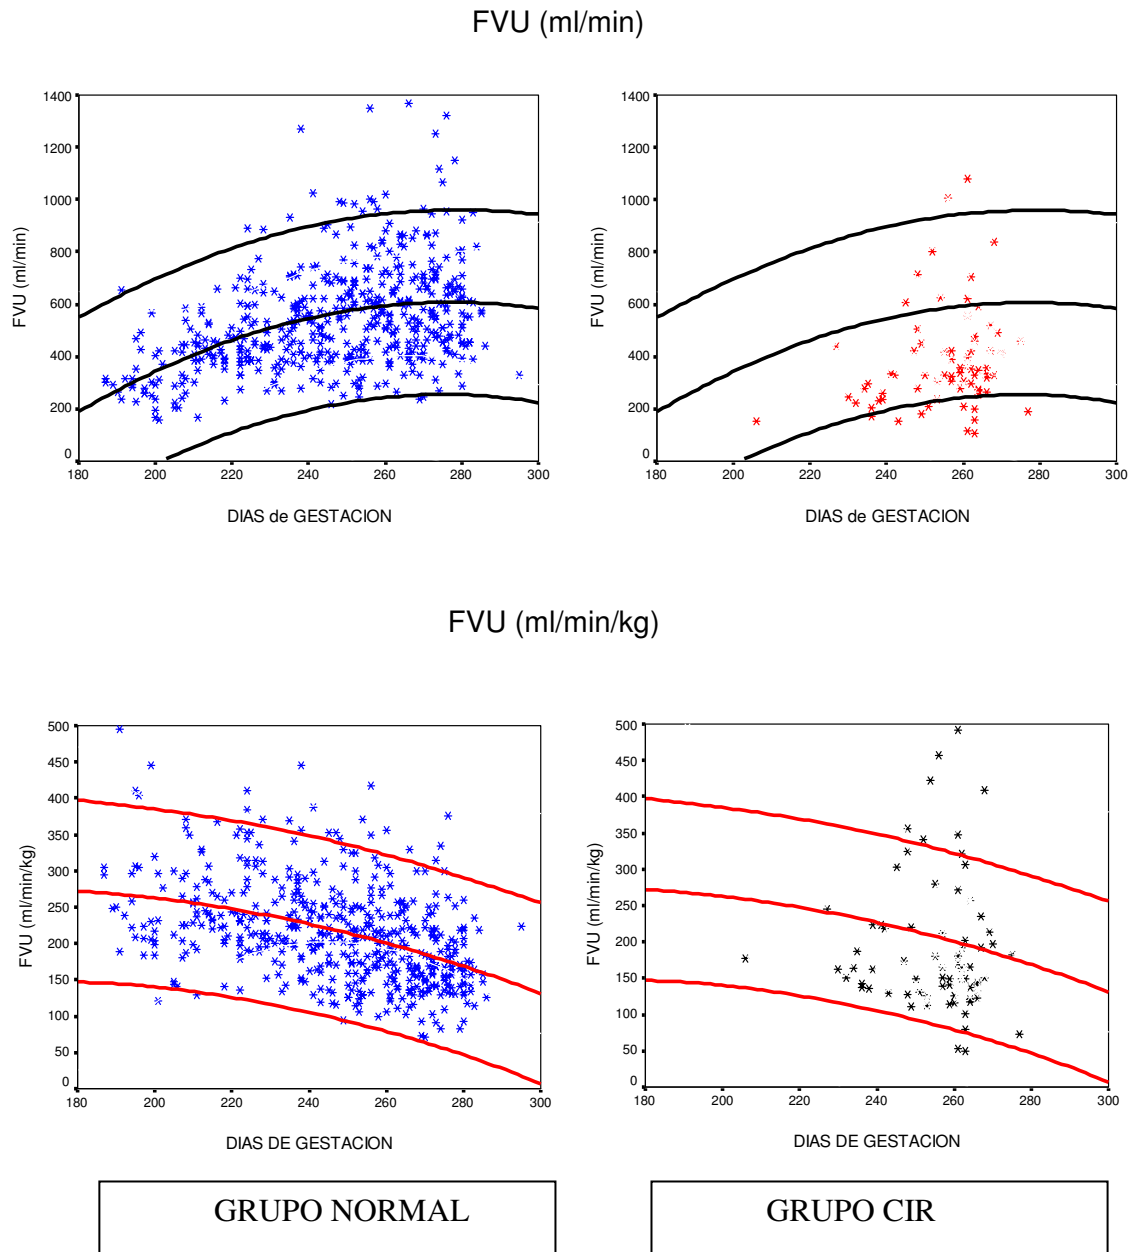 FVU (ml/min)
FVU (ml/min)
1400
1200
1000
800
600
400
200
0
180 200 220 240 260 280 300
DIAS de GESTACION
FVU (ml/min)
1400
1200
1000
800
600
400
200
0
180 200 220 240 260 280 300
DIAS de GESTACION
FVU (ml/min/kg)
FVU (ml/min/kg)
500
450
400
350
300
250
200
150
100
50
0
180 200 220 240 260 280 300
DIAS DE GESTACION
FVU (ml/min/kg)
500
450
400
350
300
250
200
150
100
50
0
180 200 220 240 260 280 300
DIAS DE GESTACION
GRUPO NORMAL
GRUPO CIR